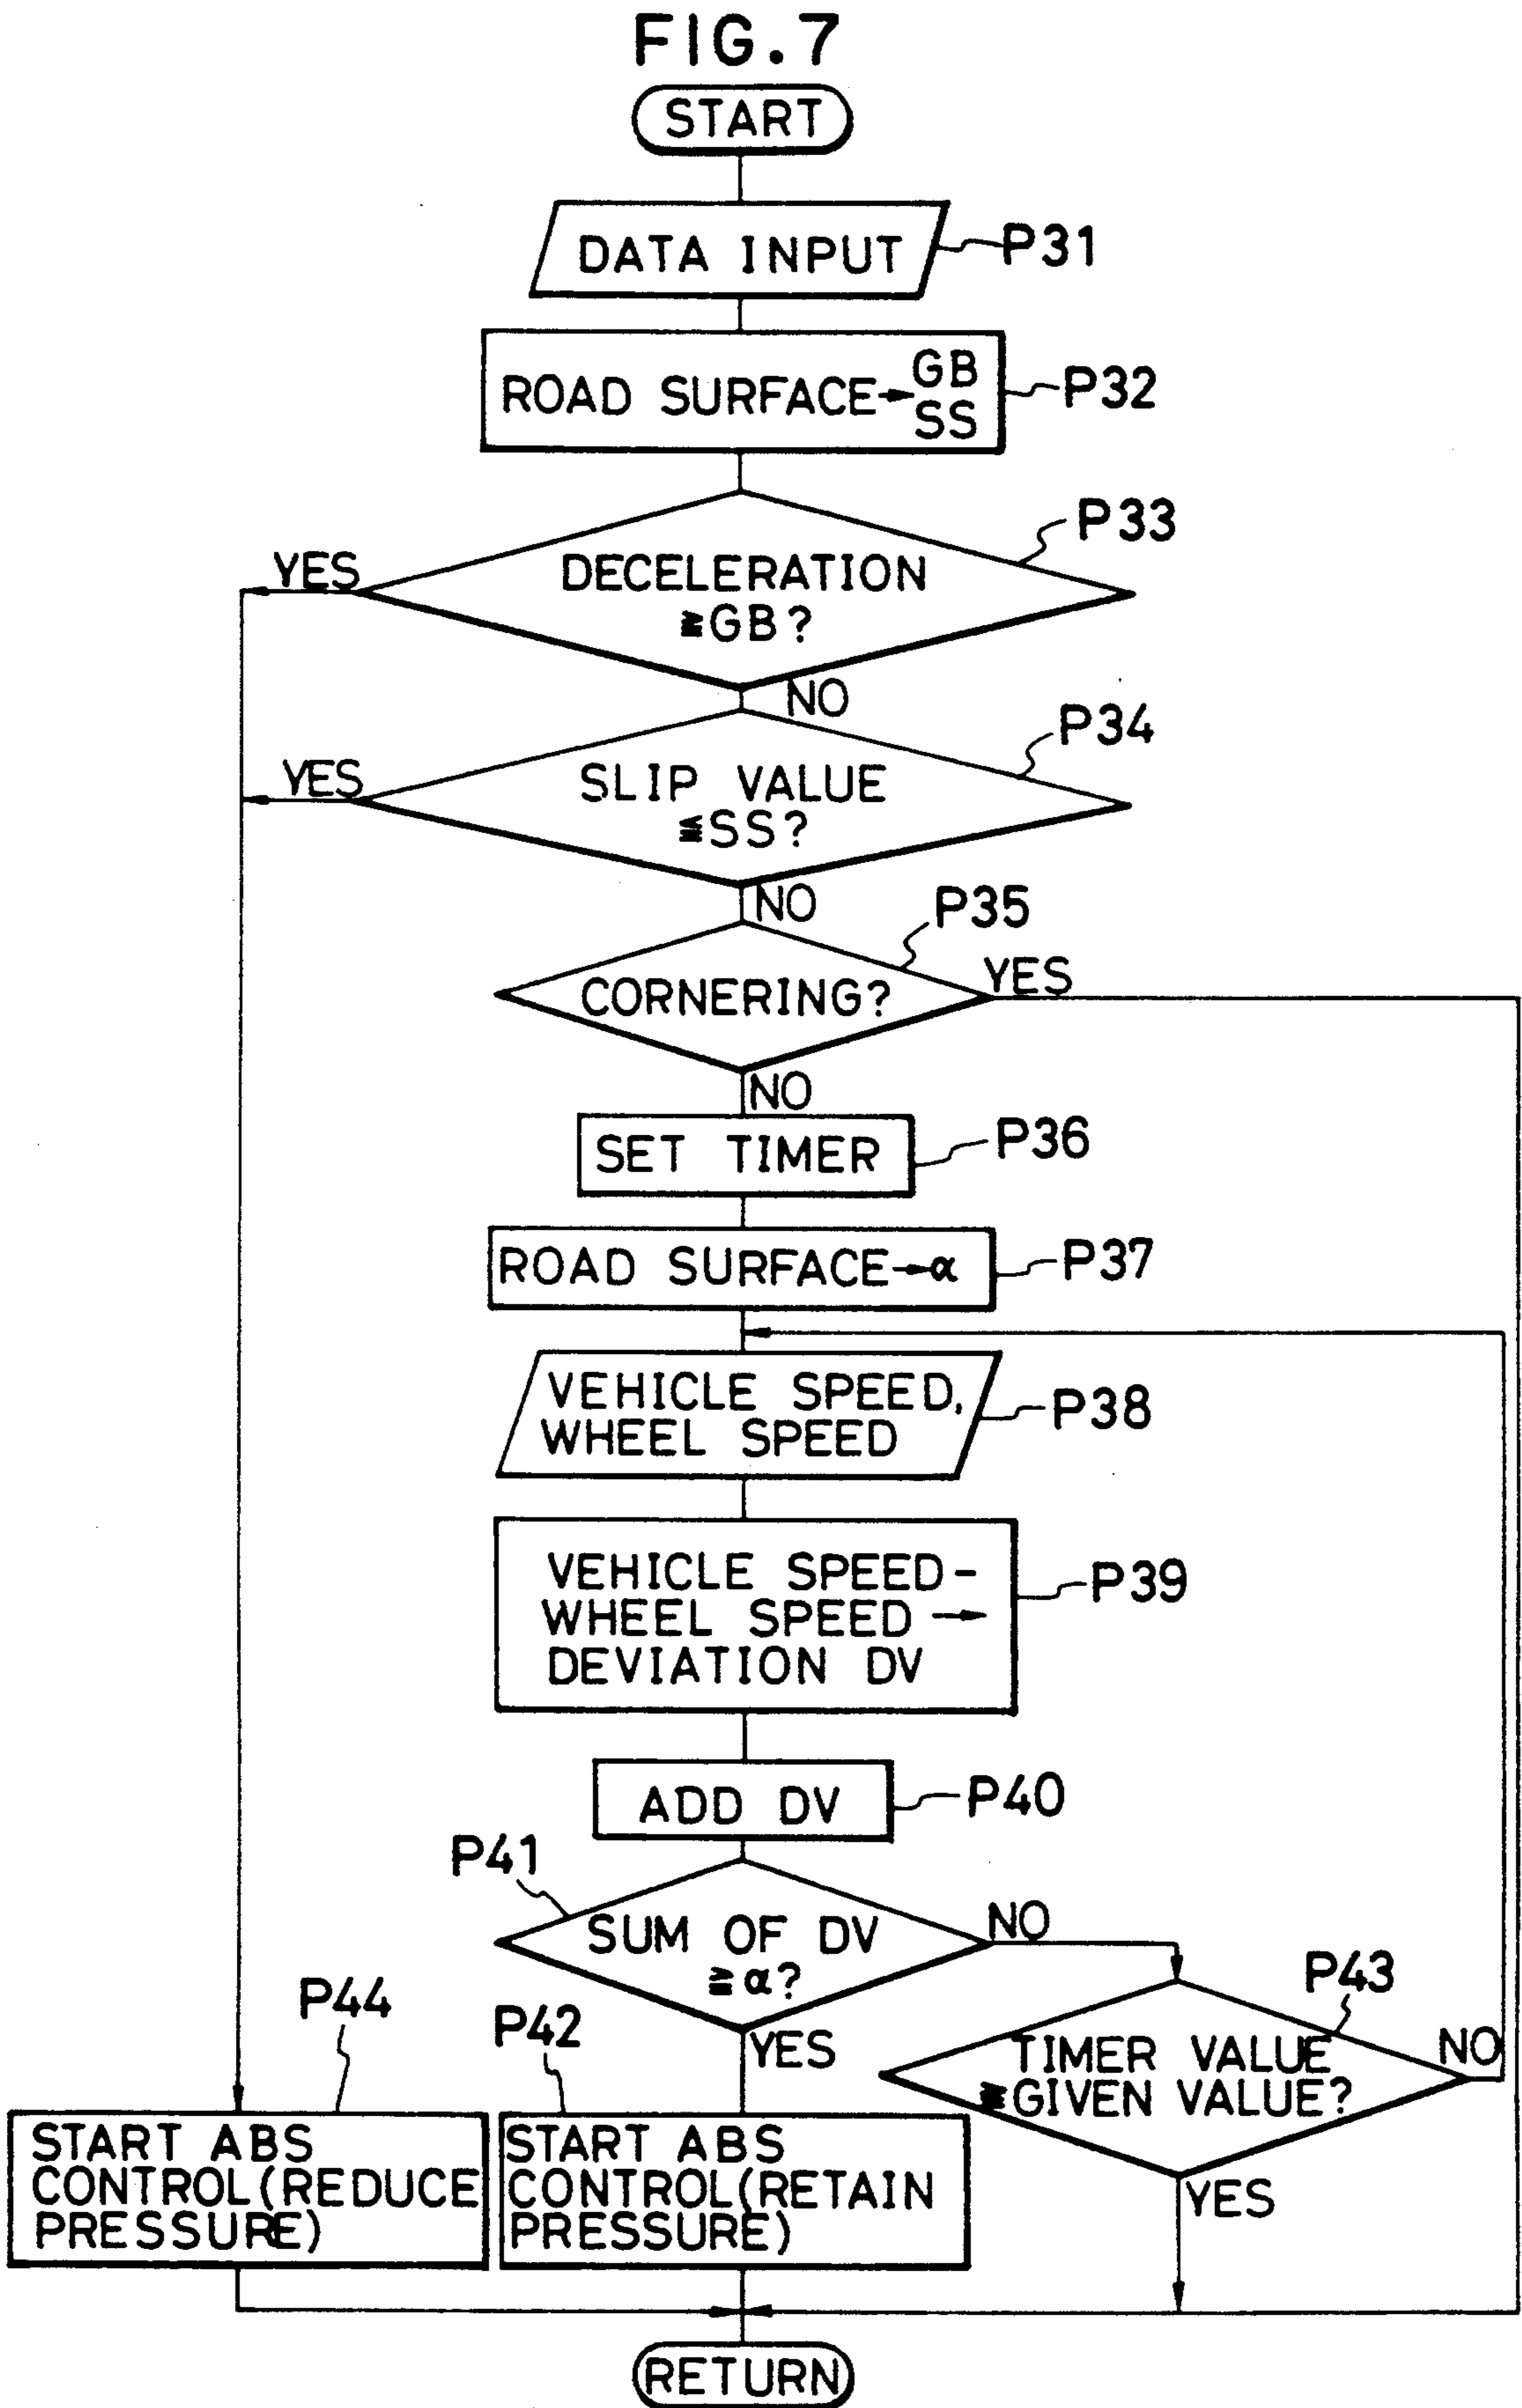 FIG.7
START
DATA INPUT
P31
ROAD SURFACE→GB
SS
P32
P33
YES
DECELERATION
≧GB?
NO
P34
YES
SLIP VALUE
≦SS?
NO
P35
CORNERING?
YES
NO
SET TIMER
P36
ROAD SURFACE→α
P37
VEHICLE SPEED,
WHEEL SPEED
P38
VEHICLE SPEED-
WHEEL SPEED→
DEVIATION DV
P39
ADD DV
P40
P41
SUM OF DV
≧α?
NO
YES
P43
TIMER VALUE
≧GIVEN VALUE?
NO
YES
P44
START ABS
CONTROL(REDUCE
PRESSURE)
P42
START ABS
CONTROL(RETAIN
PRESSURE)
RETURN